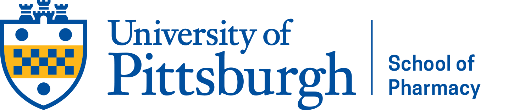 University of
Pittsburgh
School of
Pharmacy